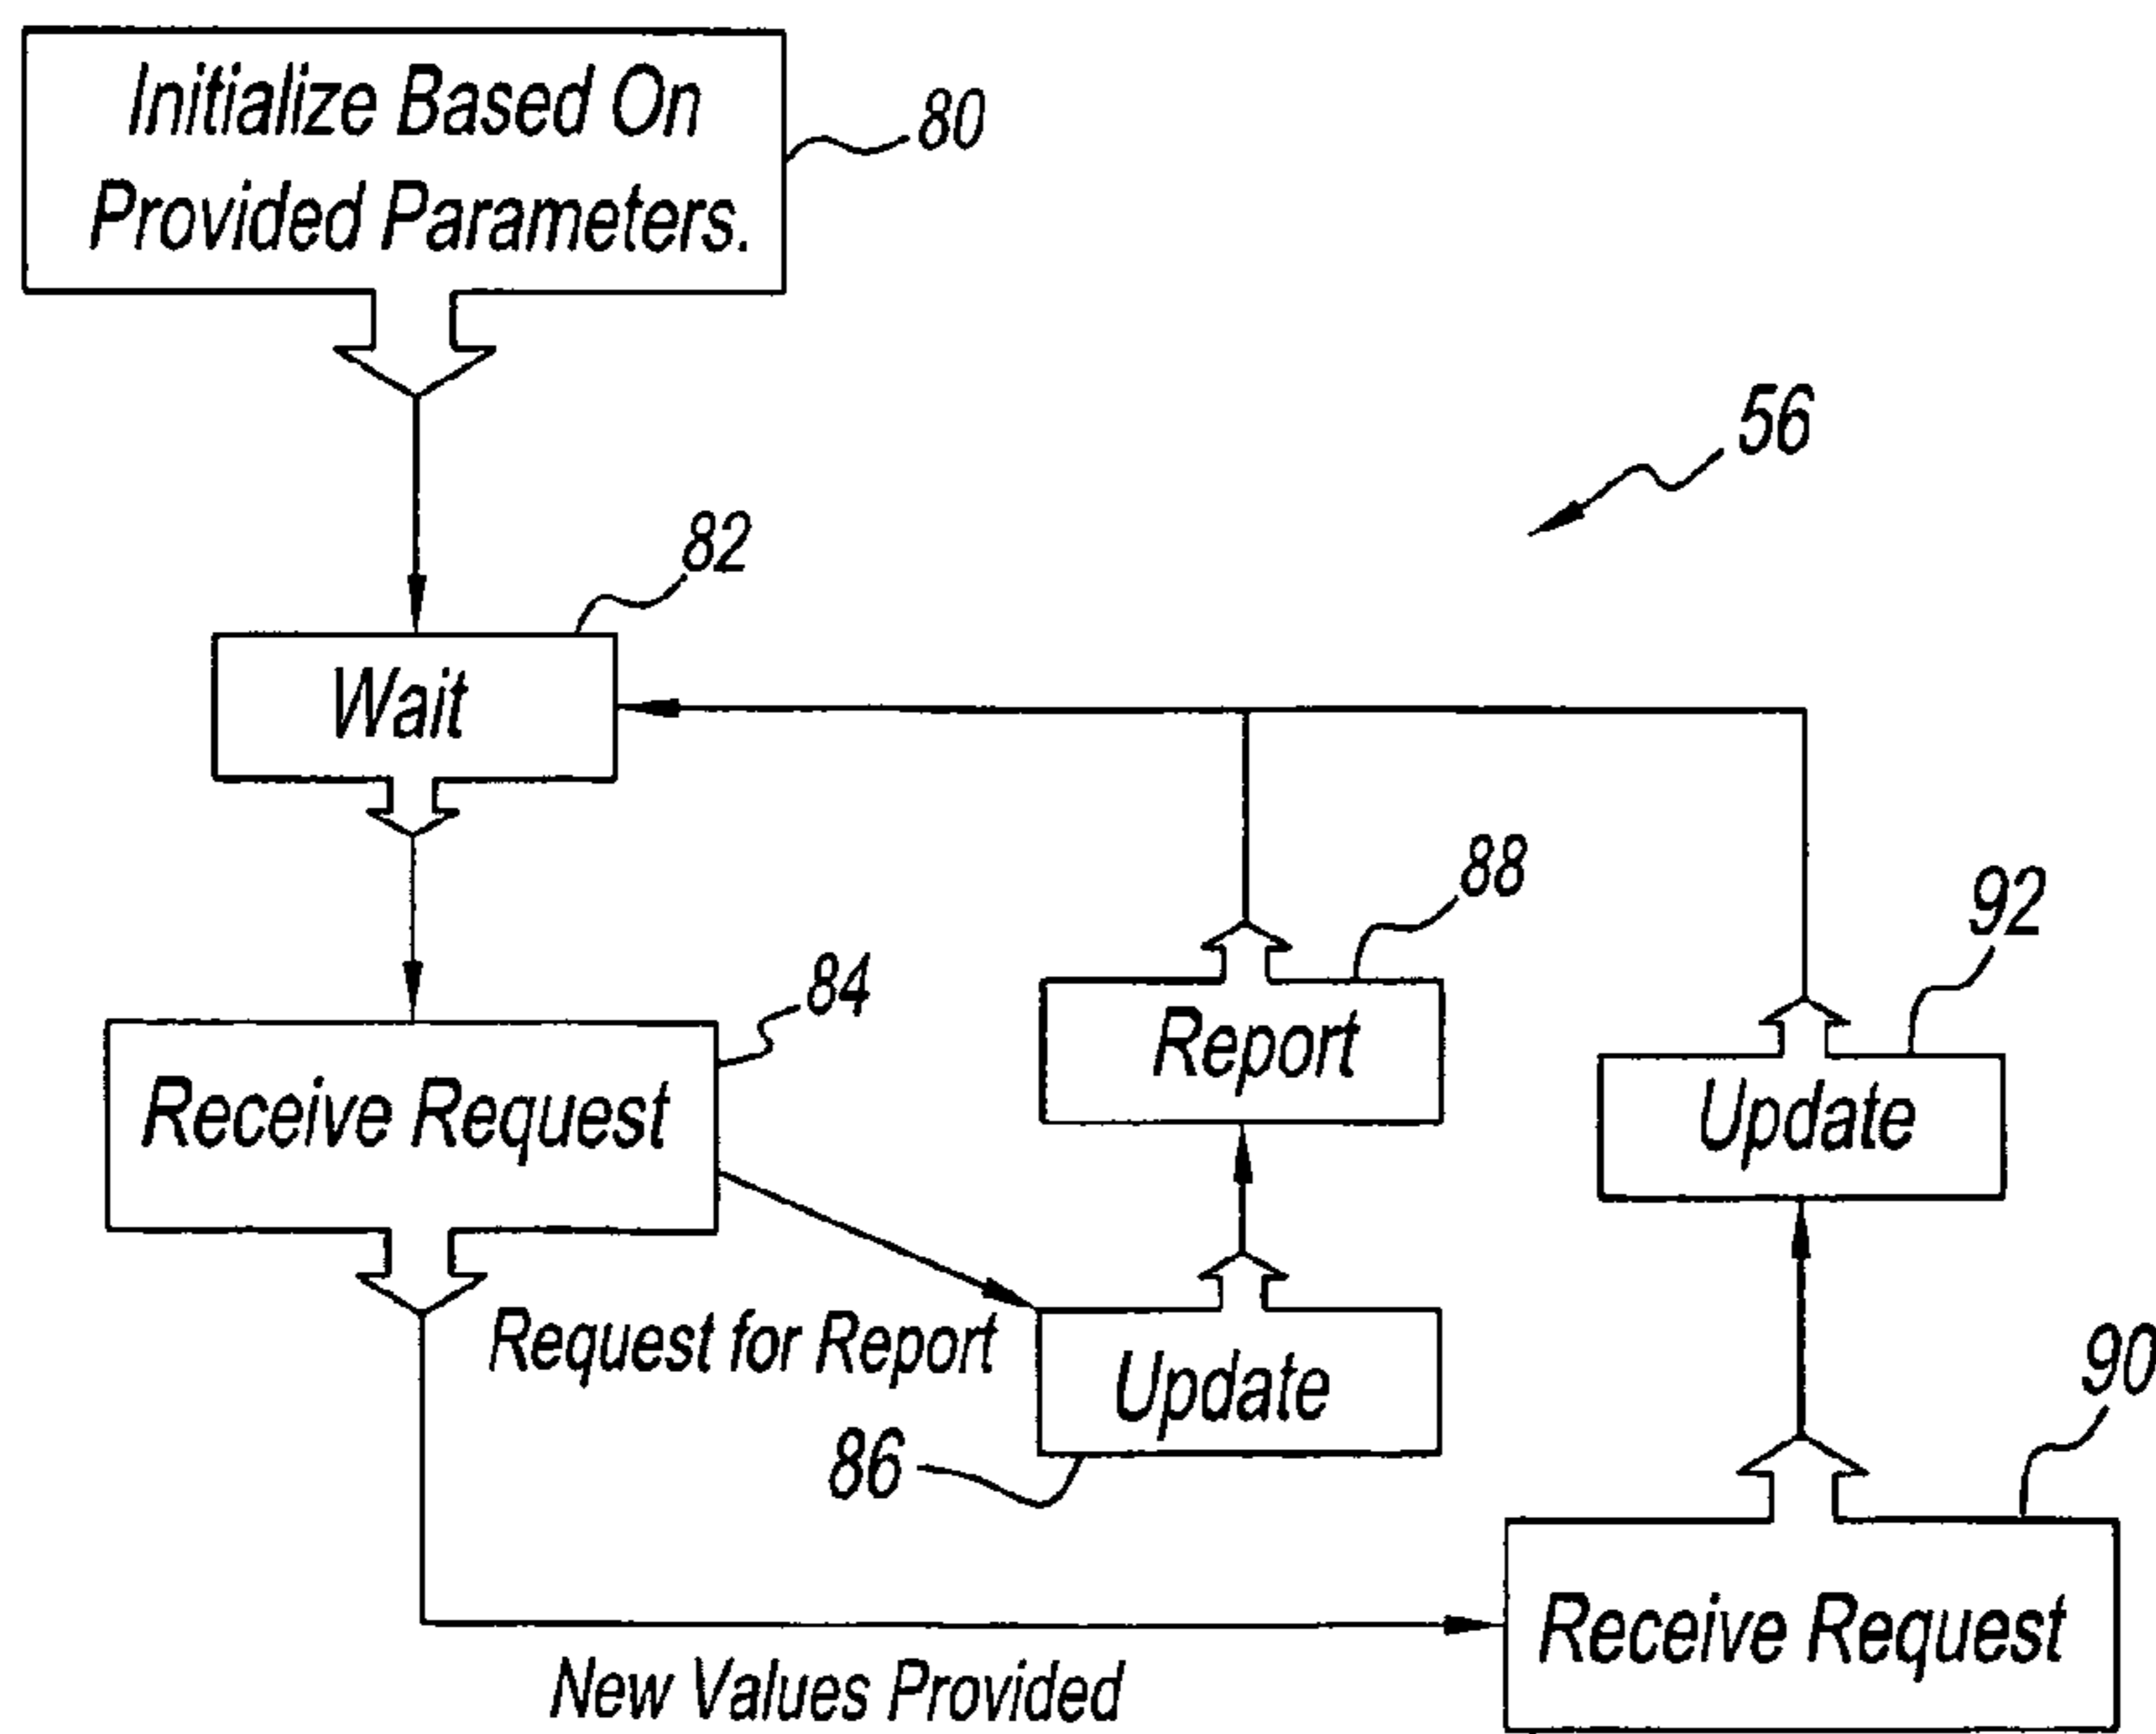 Initialize Based On
Provided Parameters.
80
56
82
Wait
88
92
84
Report
Receive Request
Update
Request for Report
Update
90
86
Receive Request
New Values Provided